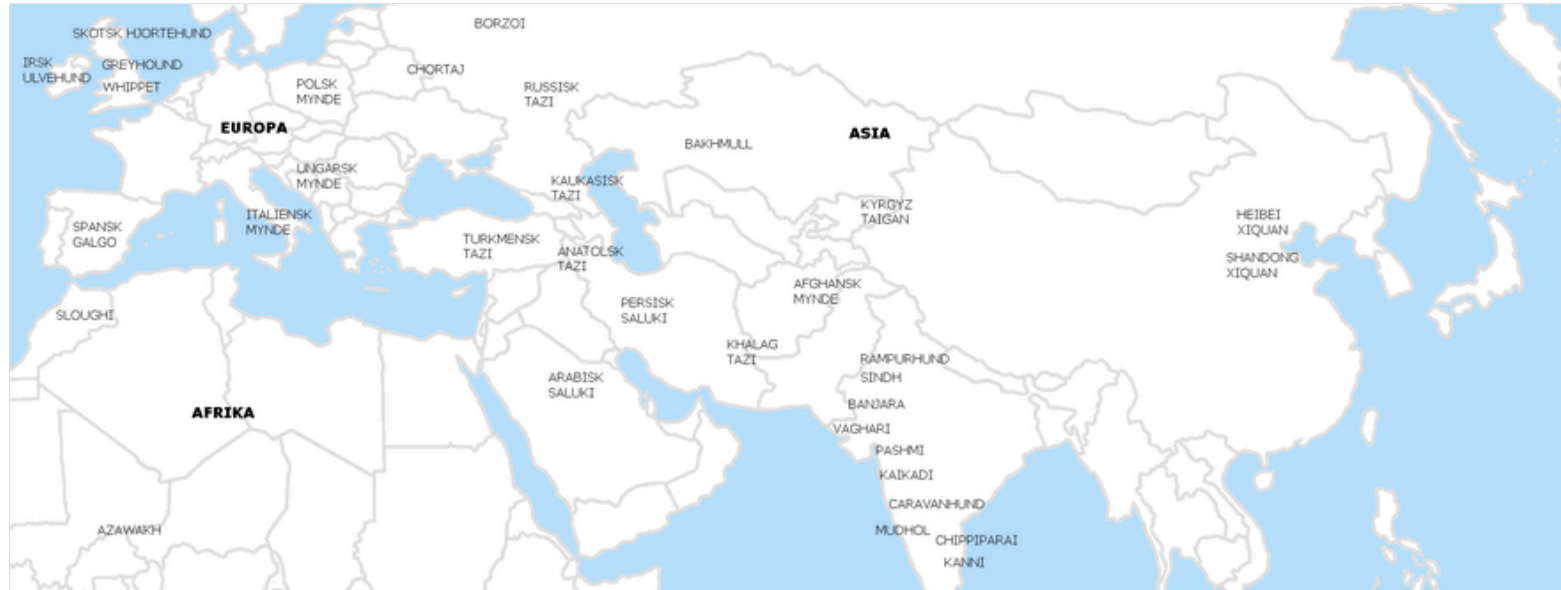 BORZOI
SKOTSK HJORTEHUND
IRSK
ULVEHUND
GREYHOUND
WHIPPET
CHORTAJ
POLSK
MYNDE
RUSSISK
TAZI
EUROPA
ASIA
BAKHMULL
UNGARSK
MYNDE
KAUKASISK
TAZI
KYRGYZ
TAIGAN
ITALIENSK
MYNDE
SPANSK
GALGO
HEIBEI
XIQUAN
TURKMENSK
TAZI
ANATOLSK
TAZI
SHANDONG
XIQUAN
AFGHANSK
MYNDE
PERSISK
SALUKI
SLOUGHI
KHALAG
TAZI
RAMPURHUND
SINDH
ARABISK
SALUKI
BANJARA
AFRIKA
VAGHARI
PASHMI
KAIKADI
CARAVANHUND
AZAWAKH
MUDHOL
CHIPPIPARAI
KANNI